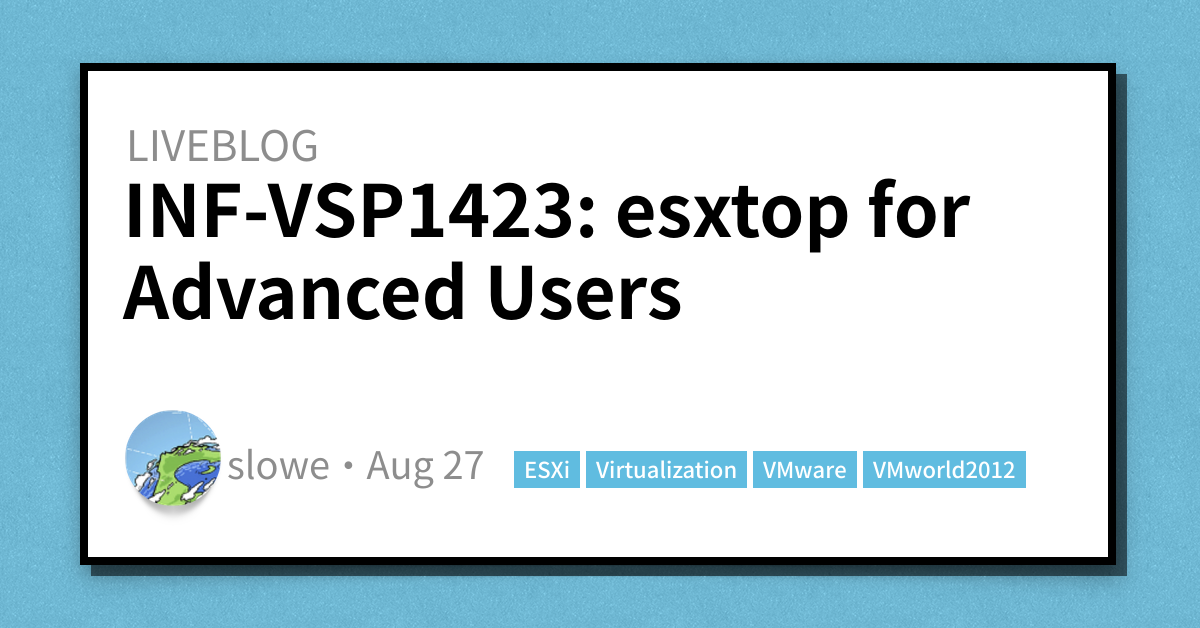 LIVEBLOG
INF-VSP1423: esxtop for
Advanced Users
slowe • Aug 27 ESXi Virtualization VMware VMworld2012